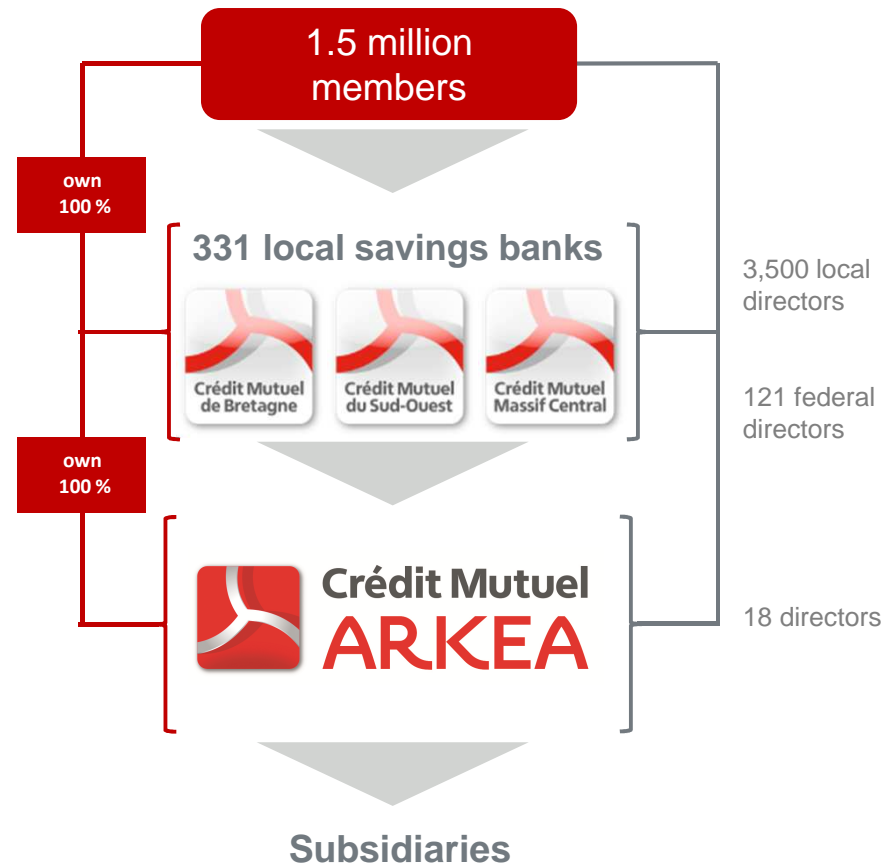 1.5 million
members
own
100 %
331 local savings banks
Crédit Mutuel
de Bretagne
Crédit Mutuel
du Sud-Ouest
Crédit Mutuel
Massif Central
3,500 local
directors
121 federal
directors
own
100 %
Crédit Mutuel
ARKEA
18 directors
Subsidiaries